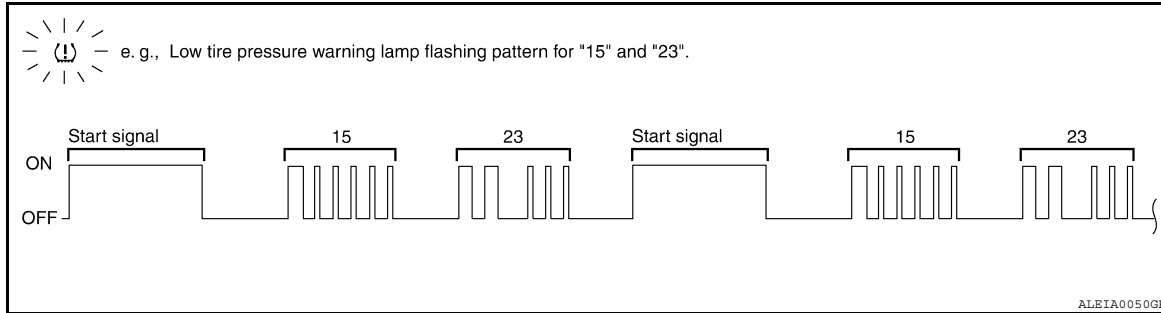 e. g., Low tire pressure warning lamp flashing pattern for "15" and "23".
Start signal 15 23 Start signal 15 23
ON
OFF
ALEIA0050G